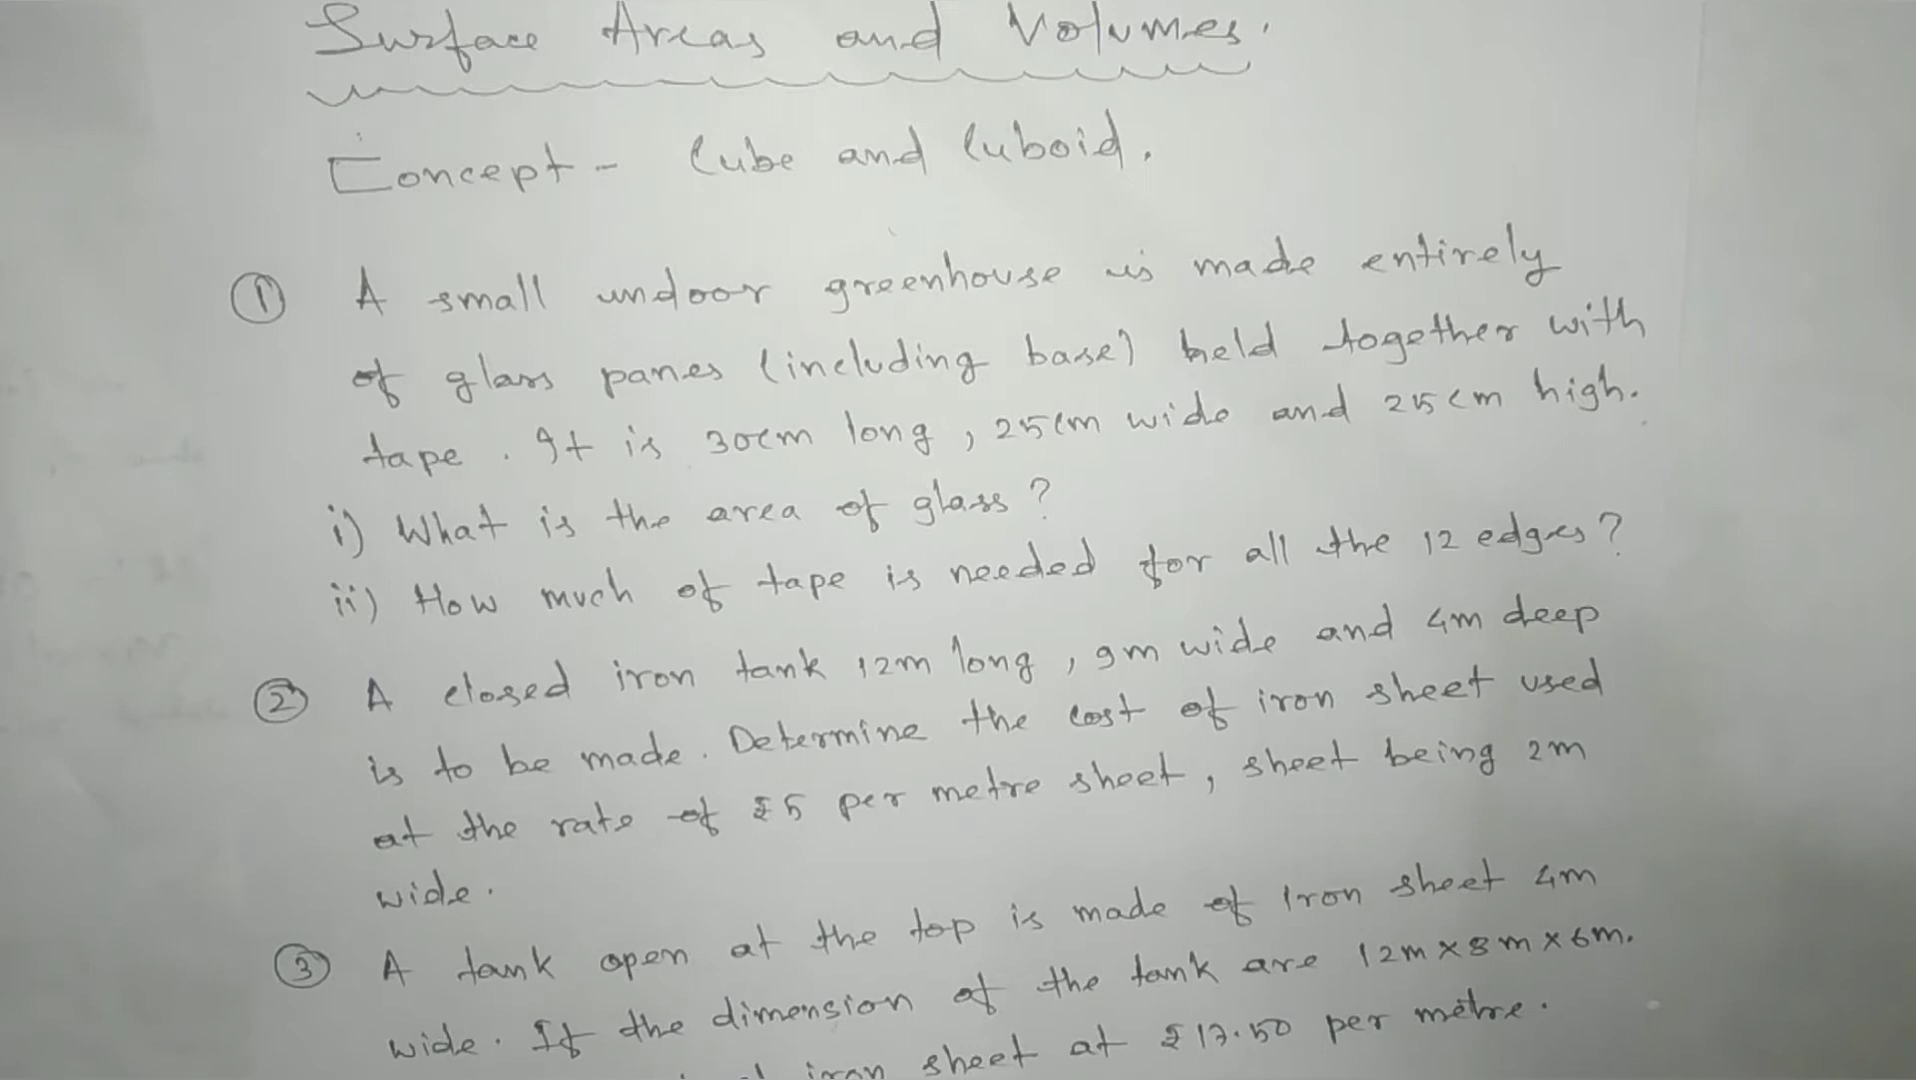 Surface Areas and Volumes.
Concept - Cube and Cuboid.
① A small indoor greenhouse is made entirely
of glass panes (including base) held together with
tape. It is 30cm long, 25cm wide and 25cm high.
i) What is the area of glass?
ii) How much of tape is needed for all the 12 edges?
② A closed iron tank 12m long, 9m wide and 4m deep
is to be made. Determine the cost of iron sheet used
at the rate of ₹5 per metre sheet, sheet being 2m
wide.
③ A tank open at the top is made of iron sheet 4m
wide. If the dimension of the tank are 12m x 8m x 6m.
iron sheet at ₹17.50 per metre.